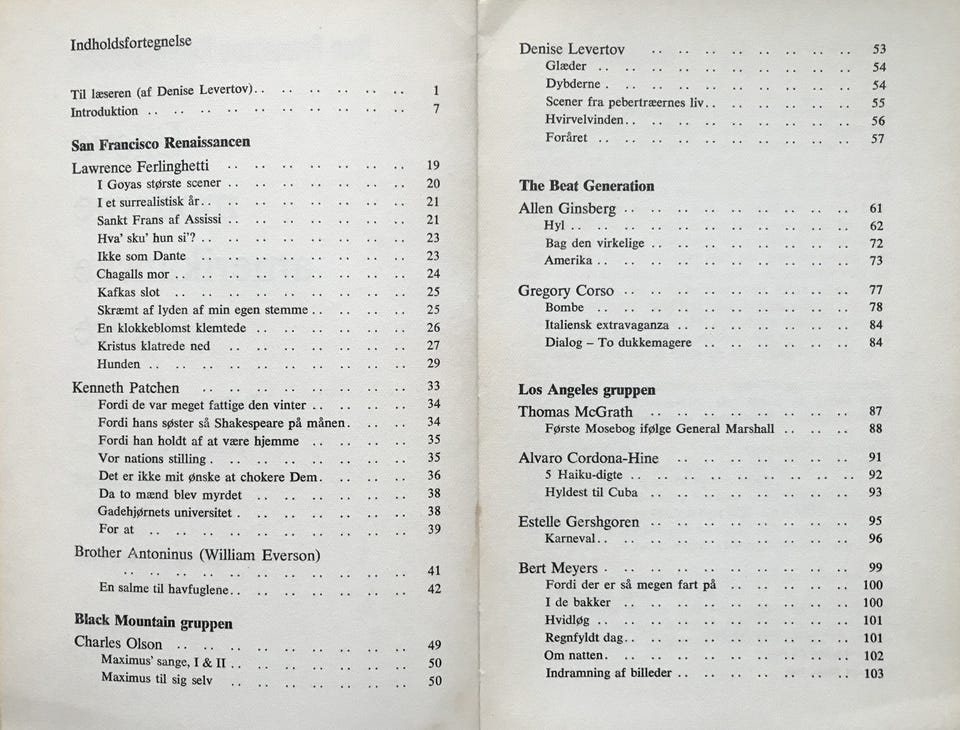 Indholdsfortegnelse
Til læseren (af Denise Levertov).. .. .. .. .. .. .. 1
Introduktion .. .. .. .. .. .. .. .. .. .. 7
San Francisco Renaissancen
Lawrence Ferlinghetti .. .. .. .. .. .. .. 19
I Goyas største scener .. .. .. .. .. .. .. 20
I et surrealistisk år.. .. .. .. .. .. .. .. 21
Sankt Frans af Assissi .. .. .. .. .. .. .. 21
Hva' sku' hun si'? .. .. .. .. .. .. .. .. 23
Ikke som Dante .. .. .. .. .. .. .. .. 23
Chagalls mor .. .. .. .. .. .. .. .. .. 24
Kafkas slot .. .. .. .. .. .. .. .. .. 25
Skræmt af lyden af min egen stemme .. .. .. .. 25
En klokkeblomst klemtede .. .. .. .. .. .. 26
Kristus klatrede ned .. .. .. .. .. .. .. 27
Hunden .. .. .. .. .. .. .. .. .. .. 29
Kenneth Patchen .. .. .. .. .. .. .. .. 33
Fordi de var meget fattige den vinter .. .. .. .. 34
Fordi hans søster så Shakespeare på månen. .. .. 34
Fordi han holdt af at være hjemme .. .. .. .. 35
Vor nations stilling . .. .. .. .. .. .. .. 35
Det er ikke mit ønske at chokere Dem. .. .. .. 36
Da to mænd blev myrdet .. .. .. .. .. .. 38
Gadehjørnets universitet . .. .. .. .. .. .. 38
For at .. .. .. .. .. .. .. .. .. .. 39
Brother Antoninus (William Everson)
.. .. .. .. .. .. .. .. .. .. .. 41
En salme til havfuglene.. .. .. .. .. .. .. 42
Black Mountain gruppen
Charles Olson .. .. .. .. .. .. .. .. .. 49
Maximus' sange, I & II .. .. .. .. .. .. .. 50
Maximus til sig selv .. .. .. .. .. .. .. 50
Denise Levertov .. .. .. .. .. .. .. .. 53
Glæder .. .. .. .. .. .. .. .. .. .. 54
Dybderne . .. .. .. .. .. .. .. .. .. 54
Scener fra pebertræernes liv.. .. .. .. .. .. 55
Hvirvelvinden.. .. .. .. .. .. .. .. .. 56
Foråret .. .. .. .. .. .. .. .. .. .. 57
The Beat Generation
Allen Ginsberg .. .. .. .. .. .. .. .. .. 61
Hyl .. .. .. .. .. .. .. .. .. .. .. 62
Bag den virkelige .. .. .. .. .. .. .. .. 72
Amerika .. .. .. .. .. .. .. .. .. .. 73
Gregory Corso .. .. .. .. .. .. .. .. .. 77
Bombe .. .. .. .. .. .. .. .. .. .. 78
Italiensk extravaganza .. .. .. .. .. .. .. 84
Dialog – To dukkemagere .. .. .. .. .. .. 84
Los Angeles gruppen
Thomas McGrath .. .. .. .. .. .. .. .. 87
Første Mosebog ifølge General Marshall .. .. .. 88
Alvaro Cordona-Hine .. .. .. .. .. .. .. 91
5 Haiku-digte .. .. .. .. .. .. .. .. .. 92
Hyldest til Cuba .. .. .. .. .. .. .. .. 93
Estelle Gershgoren .. .. .. .. .. .. .. .. 95
Karneval.. .. .. .. .. .. .. .. .. .. 96
Bert Meyers . .. .. .. .. .. .. .. .. .. 99
Fordi der er så megen fart på .. .. .. .. .. 100
I de bakker .. .. .. .. .. .. .. .. .. 100
Hvidløg .. .. .. .. .. .. .. .. .. .. 101
Regnfyldt dag.. .. .. .. .. .. .. .. .. 101
Om natten. .. .. .. .. .. .. .. .. .. 102
Indramning af billeder .. .. .. .. .. .. .. 103